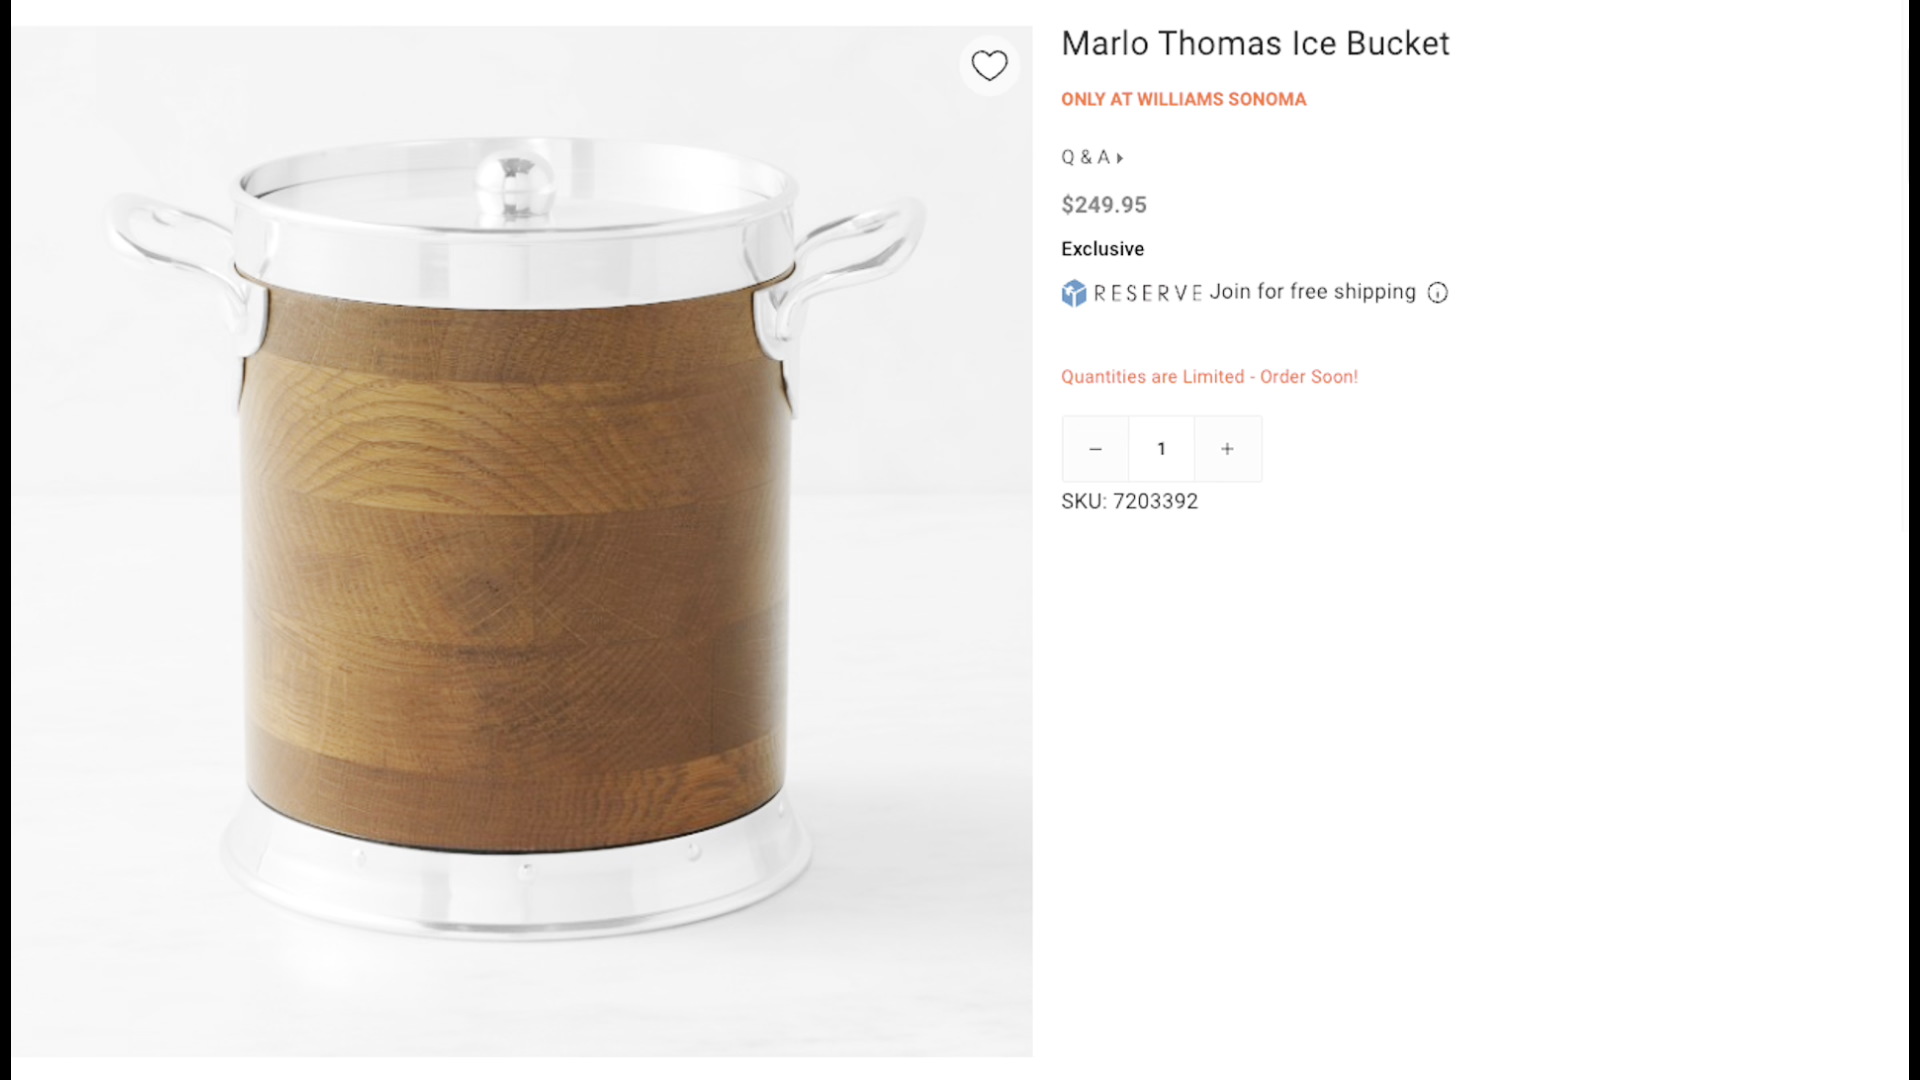 Marlo Thomas Ice Bucket
ONLY AT WILLIAMS SONOMA
Q & A
$249.95
Exclusive
RESERVE Join for free shipping
Quantities are Limited - Order Soon!
− 1 +
SKU: 7203392